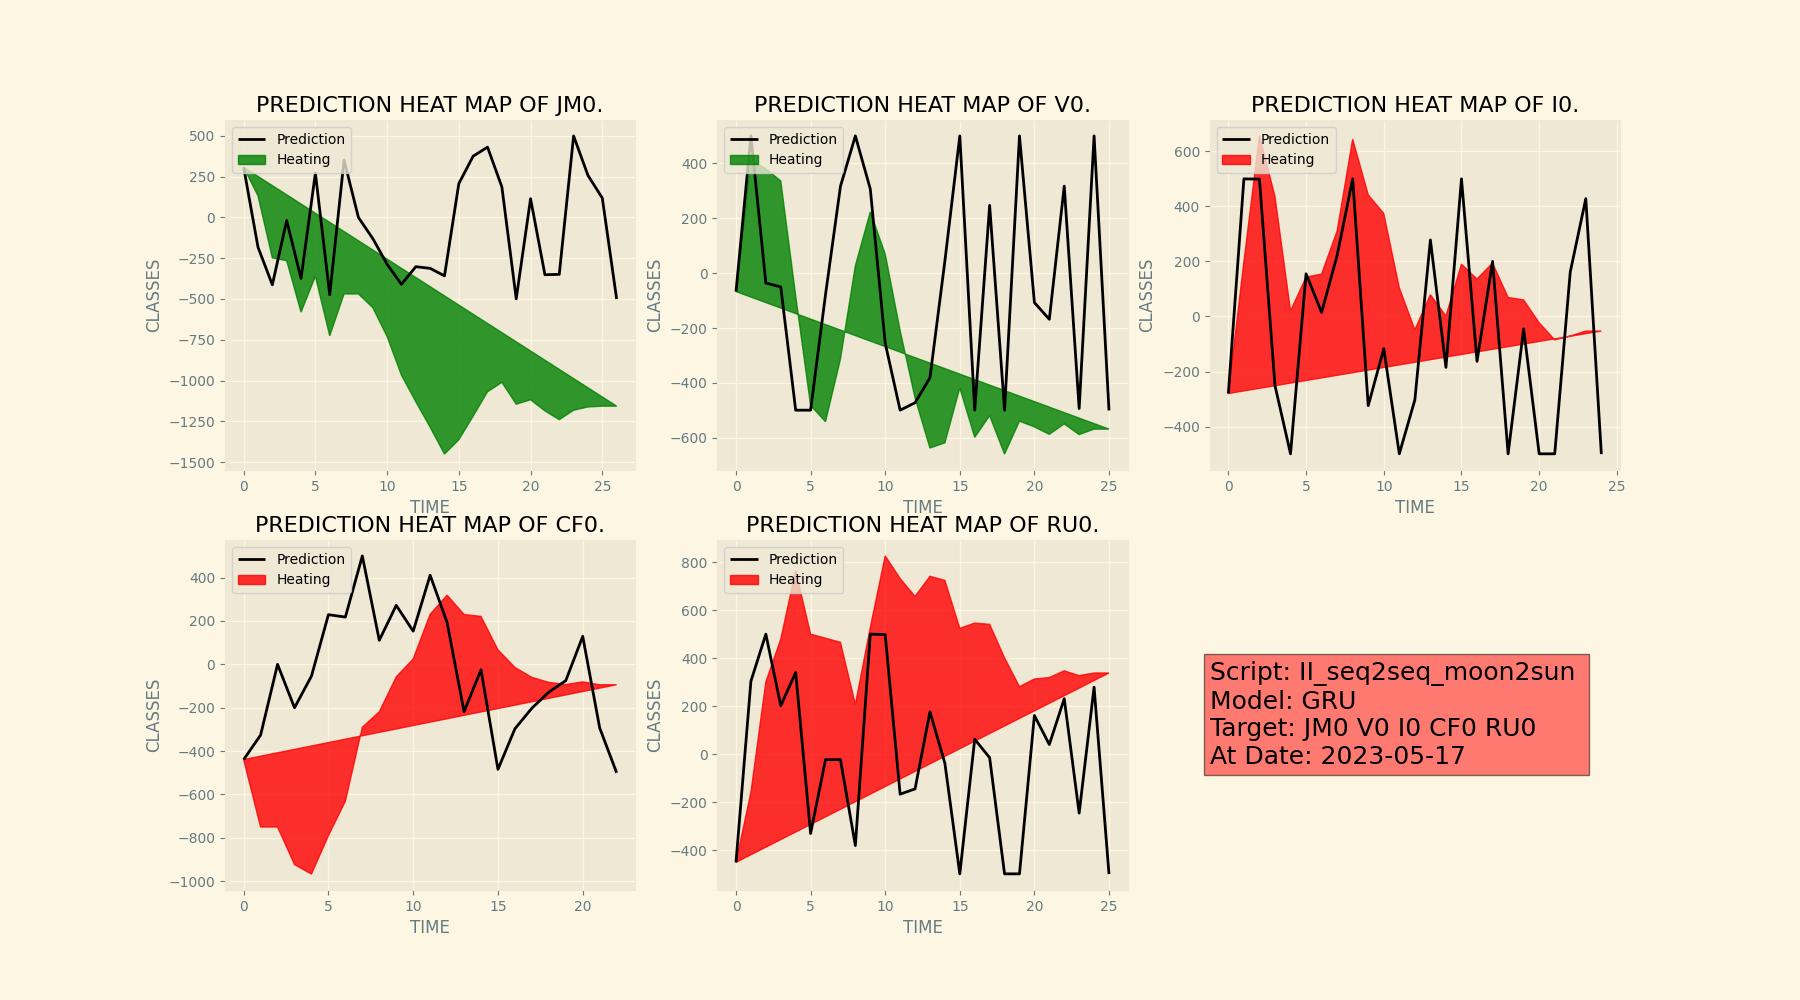 PREDICTION HEAT MAP OF JM0.
Prediction
Heating
CLASSES
500
250
0
−250
−500
−750
−1000
−1250
−1500
0 5 10 15 20 25
TIME
PREDICTION HEAT MAP OF V0.
Prediction
Heating
CLASSES
400
200
0
−200
−400
−600
0 5 10 15 20 25
TIME
PREDICTION HEAT MAP OF I0.
Prediction
Heating
CLASSES
600
400
200
0
−200
−400
0 5 10 15 20 25
TIME
PREDICTION HEAT MAP OF CF0.
Prediction
Heating
CLASSES
400
200
0
−200
−400
−600
−800
−1000
0 5 10 15 20
TIME
PREDICTION HEAT MAP OF RU0.
Prediction
Heating
CLASSES
800
600
400
200
0
−200
−400
0 5 10 15 20 25
TIME
Script: II_seq2seq_moon2sun
Model: GRU
Target: JM0 V0 I0 CF0 RU0
At Date: 2023-05-17